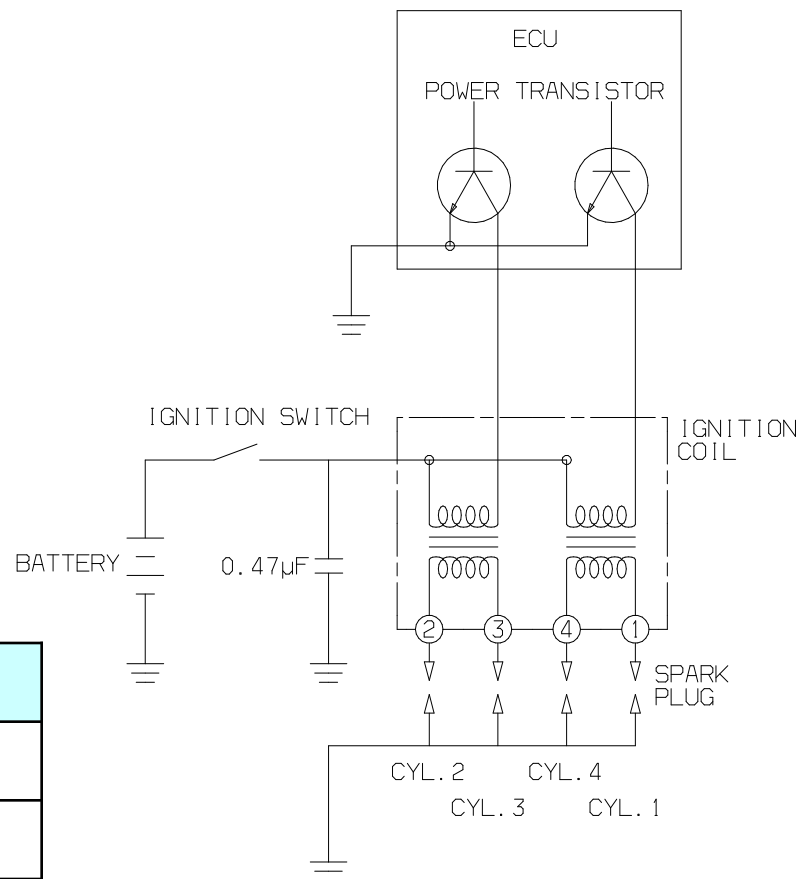 ECU
POWER TRANSISTOR
IGNITION SWITCH
IGNITION
COIL
BATTERY
0.47µF
2 3 4 1
SPARK
PLUG
CYL.2 CYL.4
CYL.3 CYL.1